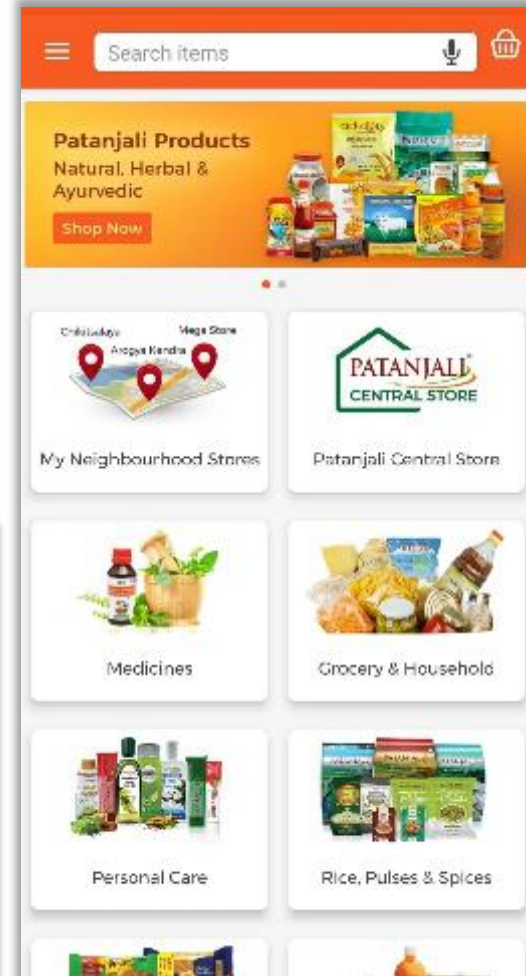 Search items
Patanjali Products
Natural, Herbal &
Ayurvedic
Shop Now
Chikitsalaya
Mega Store
Arogya Kendra
My Neighbourhood Stores
PATANJALI
CENTRAL STORE
Patanjali Central Store
Medicines
Grocery & Household
Personal Care
Rice, Pulses & Spices